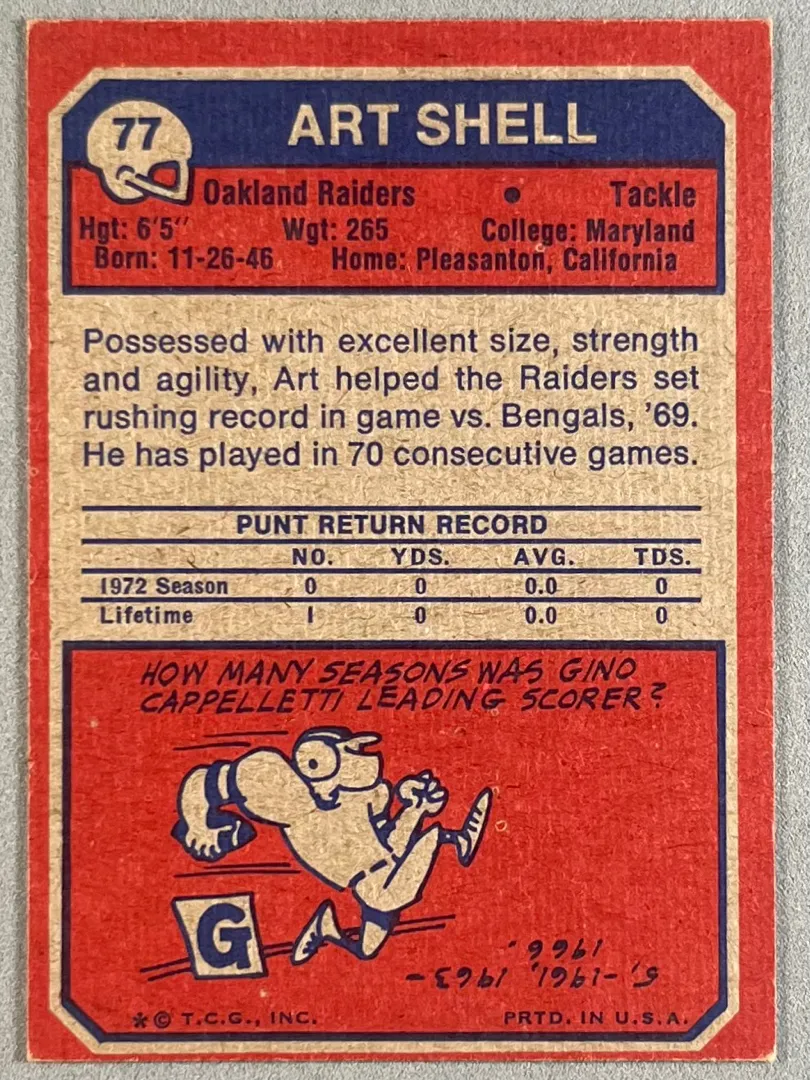 77
ART SHELL
Oakland Raiders • Tackle
Hgt: 6'5" Wgt: 265 College: Maryland
Born: 11-26-46 Home: Pleasanton, California
Possessed with excellent size, strength
and agility, Art helped the Raiders set
rushing record in game vs. Bengals, '69.
He has played in 70 consecutive games.
PUNT RETURN RECORD
NO. YDS. AVG. TDS.
1972 Season 0 0 0.0 0
Lifetime 1 0 0.0 0
HOW MANY SEASONS WAS GINO
CAPPELLETTI LEADING SCORER?
G
5,-1961, 1963-
1966.
*© T.C.G., INC. PRTD. IN U.S.A.